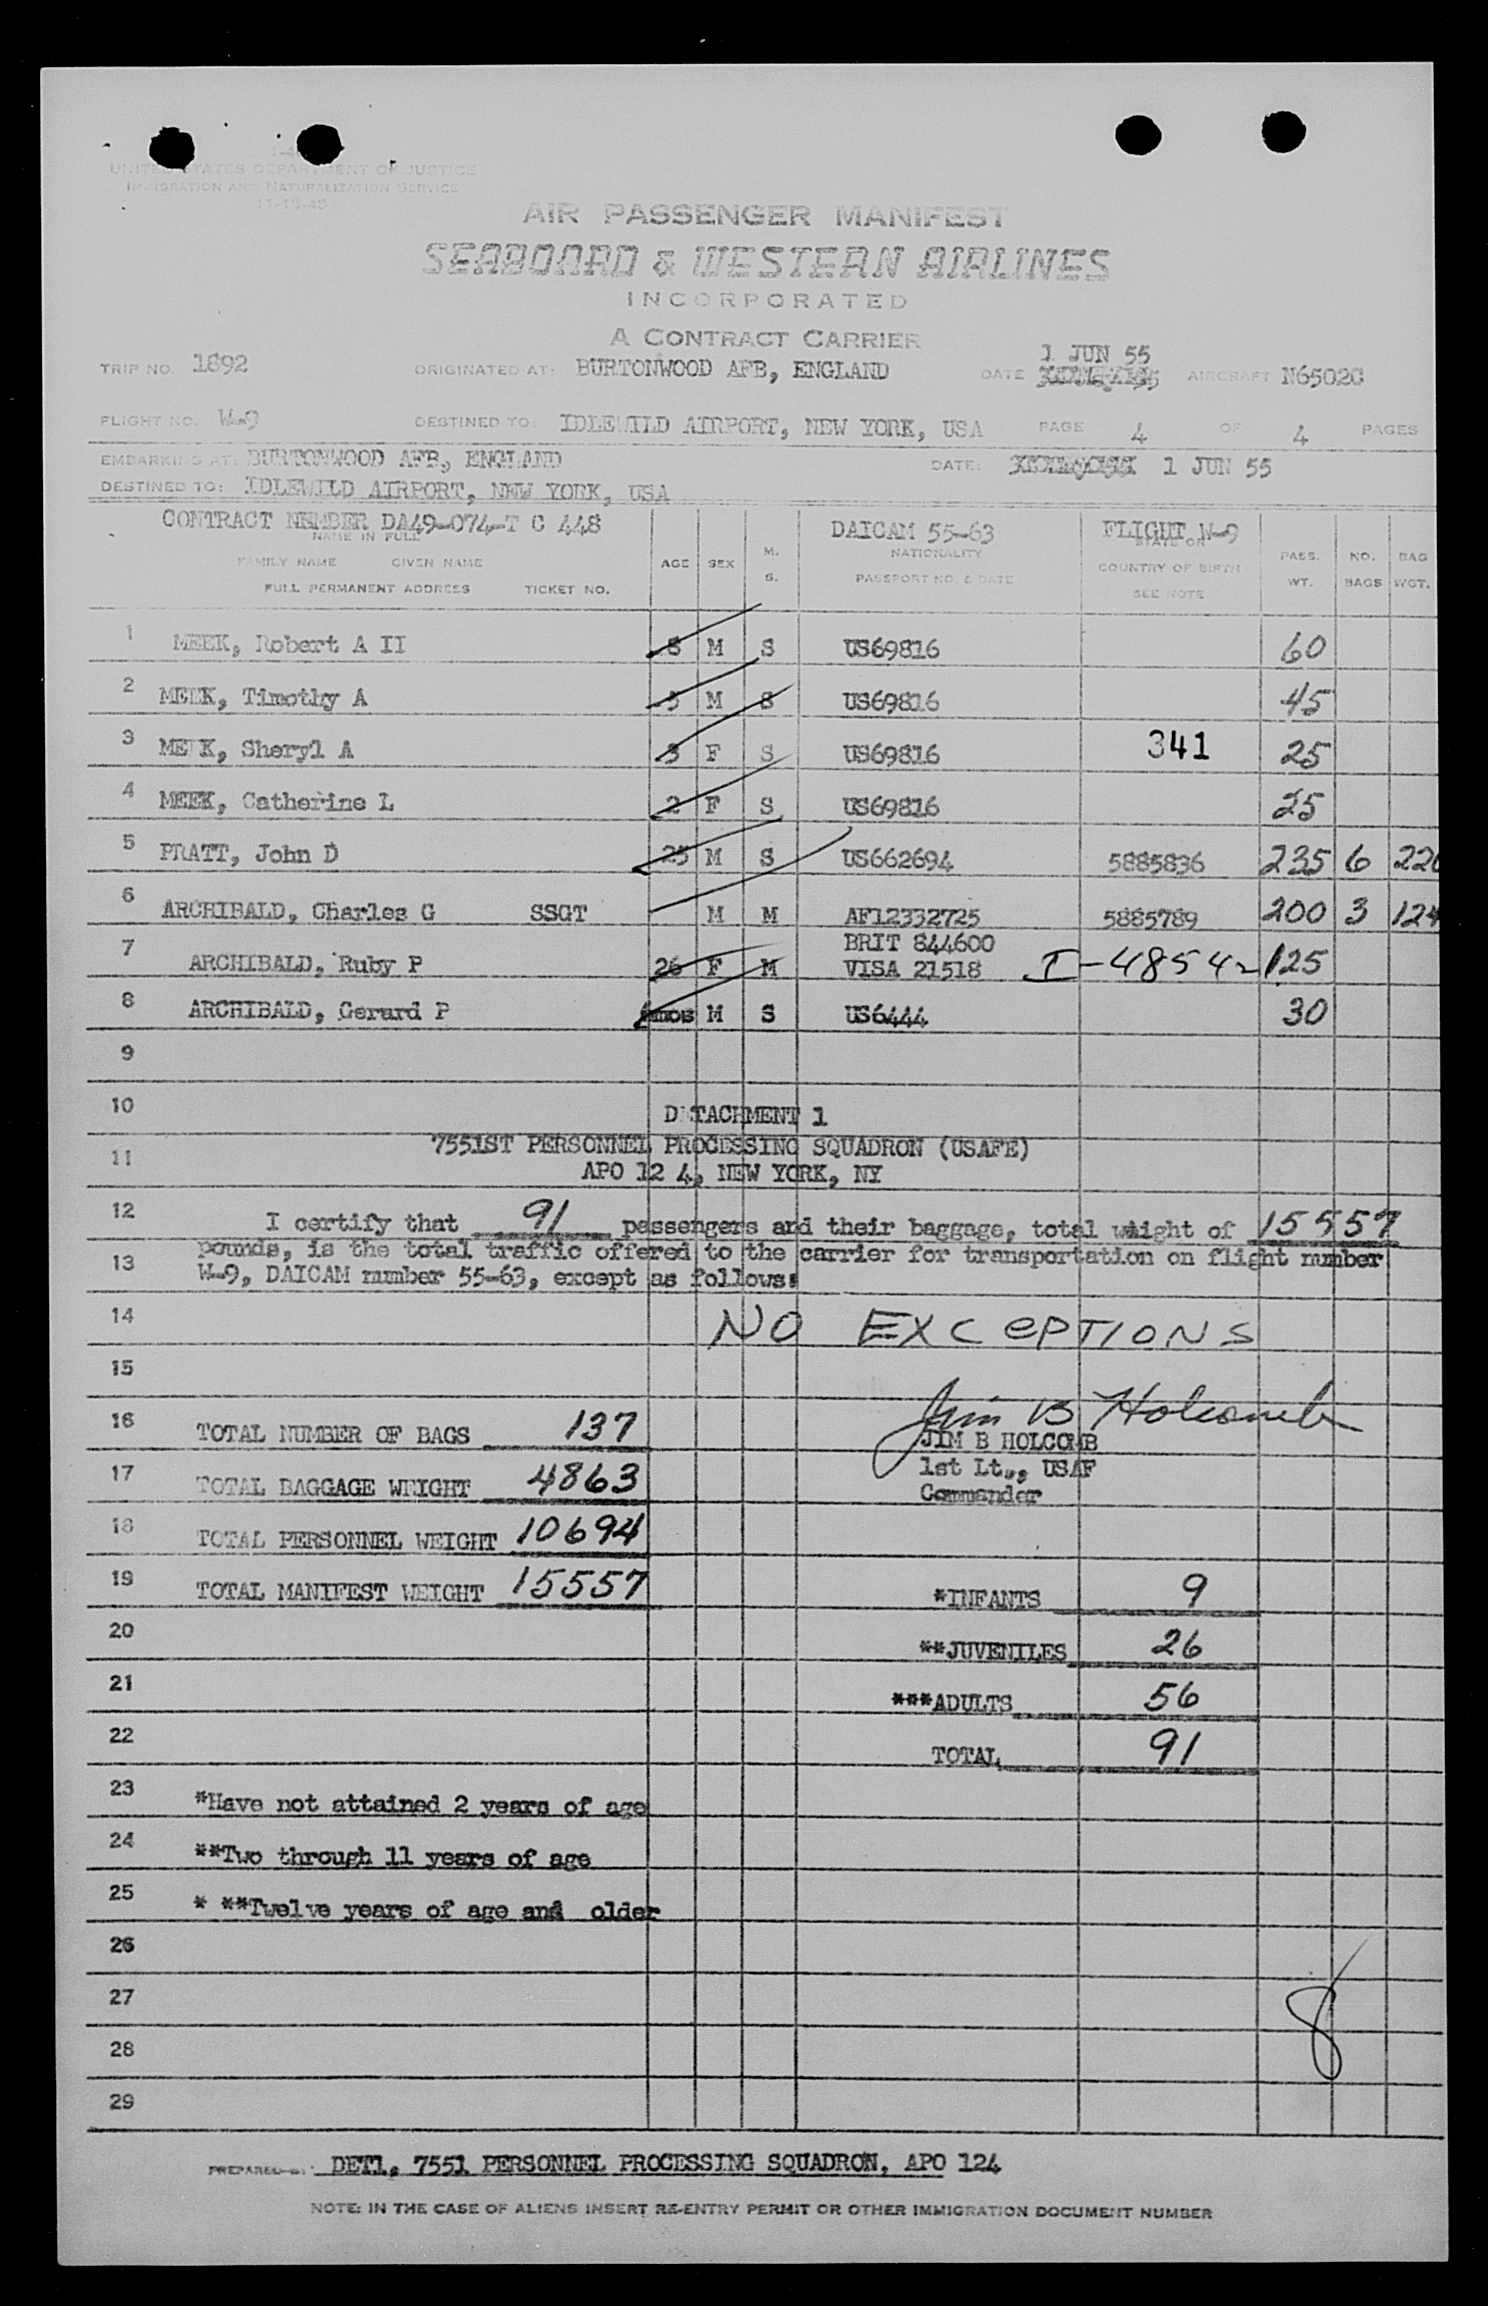 UNITED STATES DEPARTMENT OF JUSTICE
IMMIGRATION AND NATURALIZATION SERVICE
AIR PASSENGER MANIFEST
SEABOARD & WESTERN AIRLINES
INCORPORATED
A CONTRACT CARRIER
1 JUN 55
TRIP NO. 1892 ORIGINATED AT: BURTONWOOD AFB, ENGLAND DATE AIRCRAFT N6502C
FLIGHT NO. W-9 DESTINED TO: IDLEWILD AIRPORT, NEW YORK, USA PAGE 4 OF 4 PAGES
EMBARKING AT: BURTONWOOD AFB, ENGLAND DATE: 1 JUN 55
DESTINED TO: IDLEWILD AIRPORT, NEW YORK, USA
CONTRACT NUMBER DA49-074-T C 448 DAICAM 55-63 FLIGHT W-9
NAME IN FULL AGE SEX M. S. NATIONALITY STATE OR PASS. WT. NO. BAGS BAG WGT.
FAMILY NAME GIVEN NAME PASSPORT NO. & DATE COUNTRY OF BIRTH
FULL PERMANENT ADDRESS TICKET NO. SEE NOTE
1 MEEK, Robert A II 8 M S US69816 60
2 MEEK, Timothy A 5 M S US69816 45
3 MEEK, Sheryl A 3 F S US69816 341 25
4 MEEK, Catherine L 2 F S US69816 25
5 PRATT, John D 25 M S US662694 5885836 235 6 220
6 ARCHIBALD, Charles G SSGT M M AF12332725 5885789 200 3 124
BRIT 844600
7 ARCHIBALD, Ruby P 26 F M VISA 21518 I-4854 125
8 ARCHIBALD, Gerard P mos M S US6444 30
9
10 DETACHMENT 1
7551ST PERSONNEL PROCESSING SQUADRON (USAFE)
11 APO 12 4, NEW YORK, NY
12 I certify that 91 passengers and their baggage, total weight of 15557
pounds, is the total traffic offered to the carrier for transportation on flight number
13 W-9, DAICAM number 55-63, except as follows:
14 NO EXCEPTIONS
15
Jim B Holcomb
16 TOTAL NUMBER OF BAGS 137 JIM B HOLCOMB
1st Lt., USAF
17 TOTAL BAGGAGE WEIGHT 4863 Commander
18 TOTAL PERSONNEL WEIGHT 10694
19 TOTAL MANIFEST WEIGHT 15557 *INFANTS 9
20 **JUVENILES 26
21 ***ADULTS 56
22 TOTAL 91
23 *Have not attained 2 years of age
24 **Two through 11 years of age
25 * **Twelve years of age and older
26
27
8
28
29
PREPARED BY: DET1, 7551 PERSONNEL PROCESSING SQUADRON, APO 124
NOTE: IN THE CASE OF ALIENS INSERT RE-ENTRY PERMIT OR OTHER IMMIGRATION DOCUMENT NUMBER